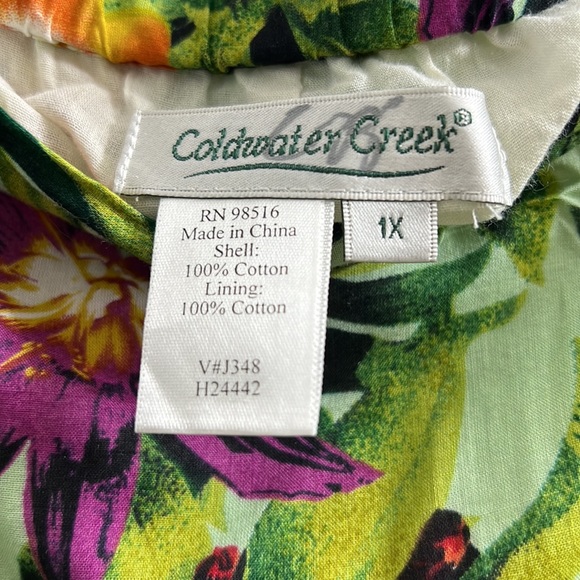 Coldwater Creek®
1X
RN 98516
Made in China
Shell:
100% Cotton
Lining:
100% Cotton
V#J348
H24442